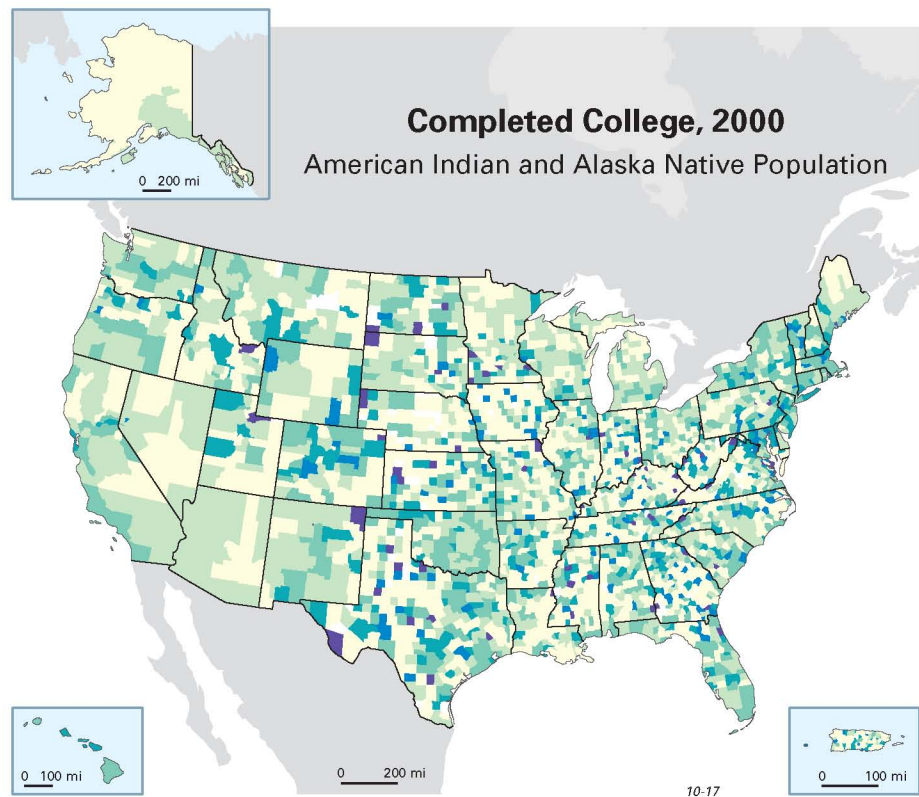 Completed College, 2000
American Indian and Alaska Native Population
0 200 mi
0 100 mi
0 200 mi
0 100 mi
10-17